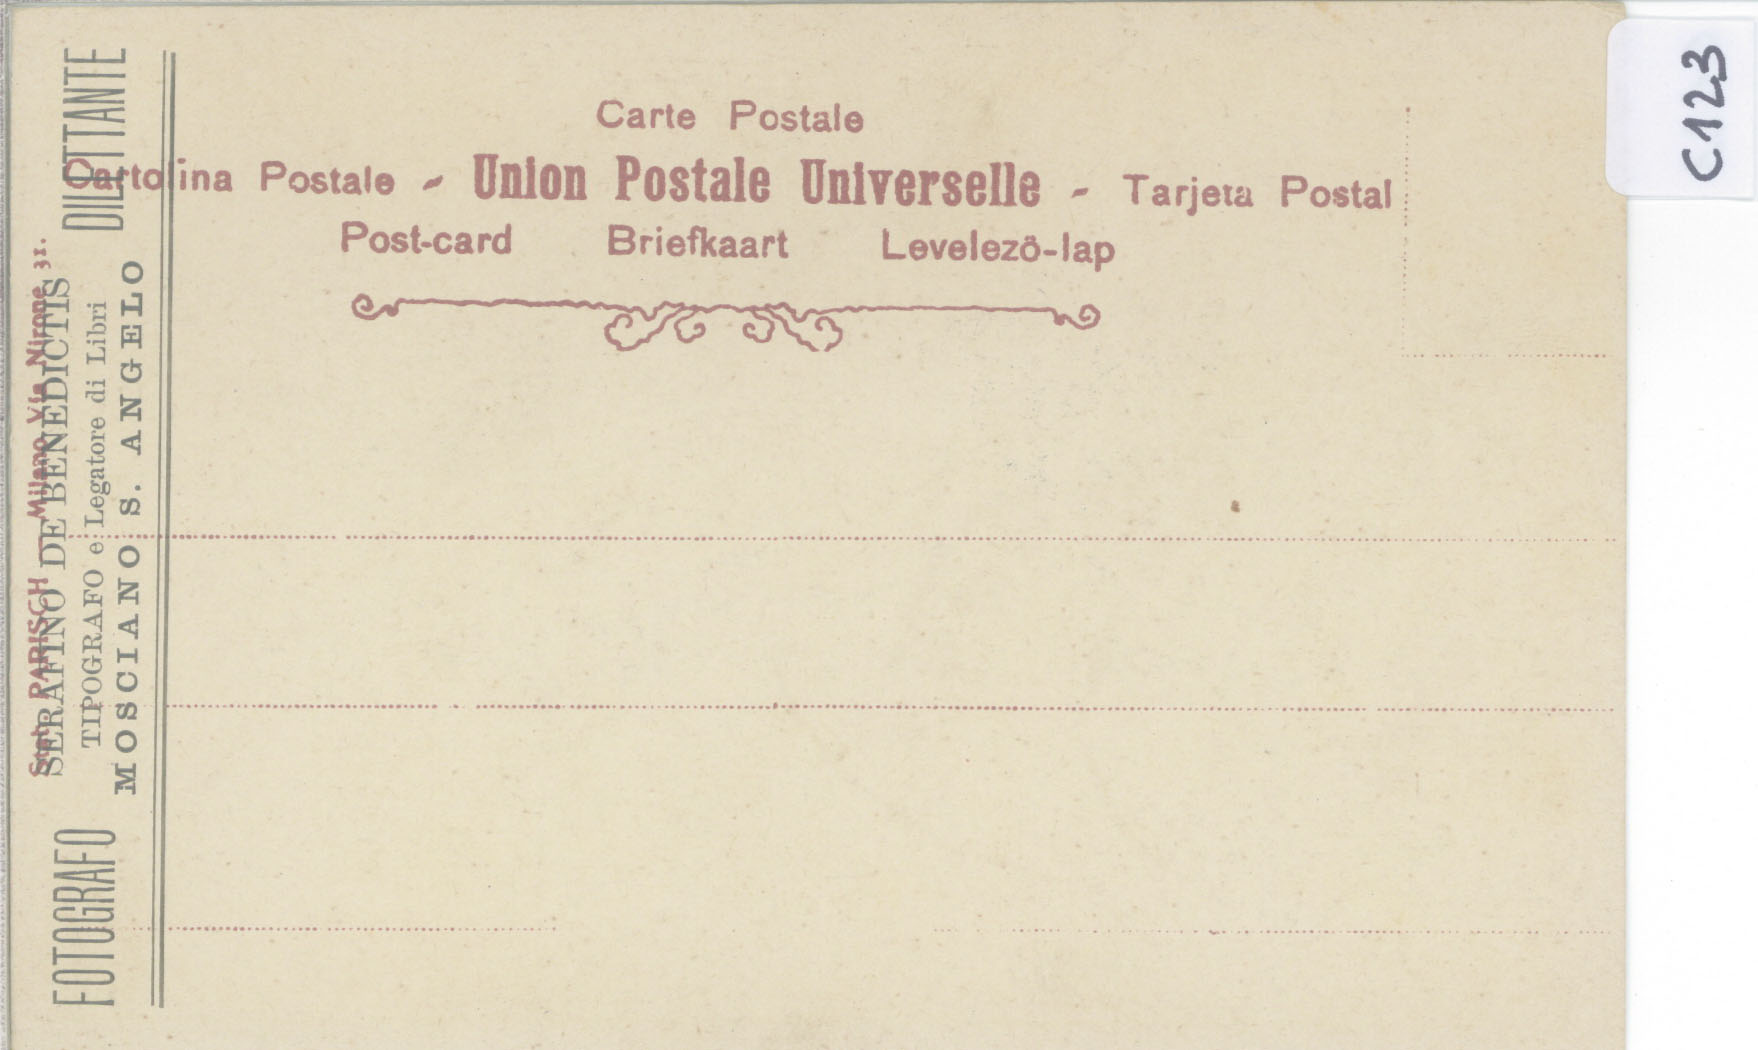 Carte Postale
Cartolina Postale - Union Postale Universelle - Tarjeta Postal
Post-card Briefkaart Levelezö-lap
Stab. PARISCH - Milano Via Nirone 31.
FOTOGRAFO DILETTANTE
SERAFINO DE BENEDICTIS
TIPOGRAFO e Legatore di Libri
MOSCIANO S. ANGELO
C123